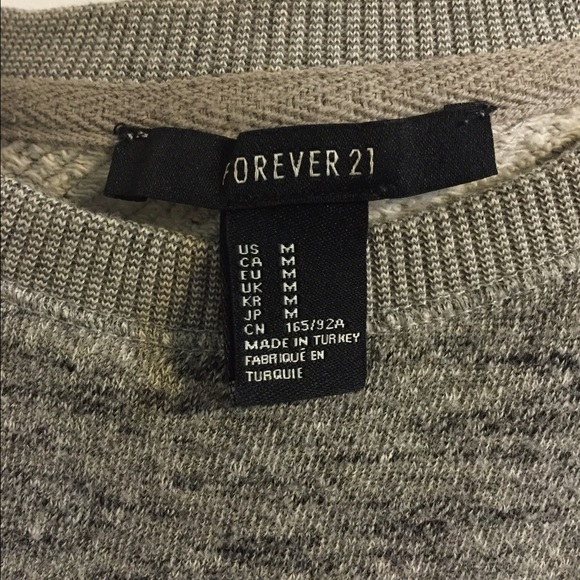 FOREVER 21
US M
CA M
EU M
UK M
KR M
JP M
CN 165/92A
MADE IN TURKEY
FABRIQUÉ EN
TURQUIE